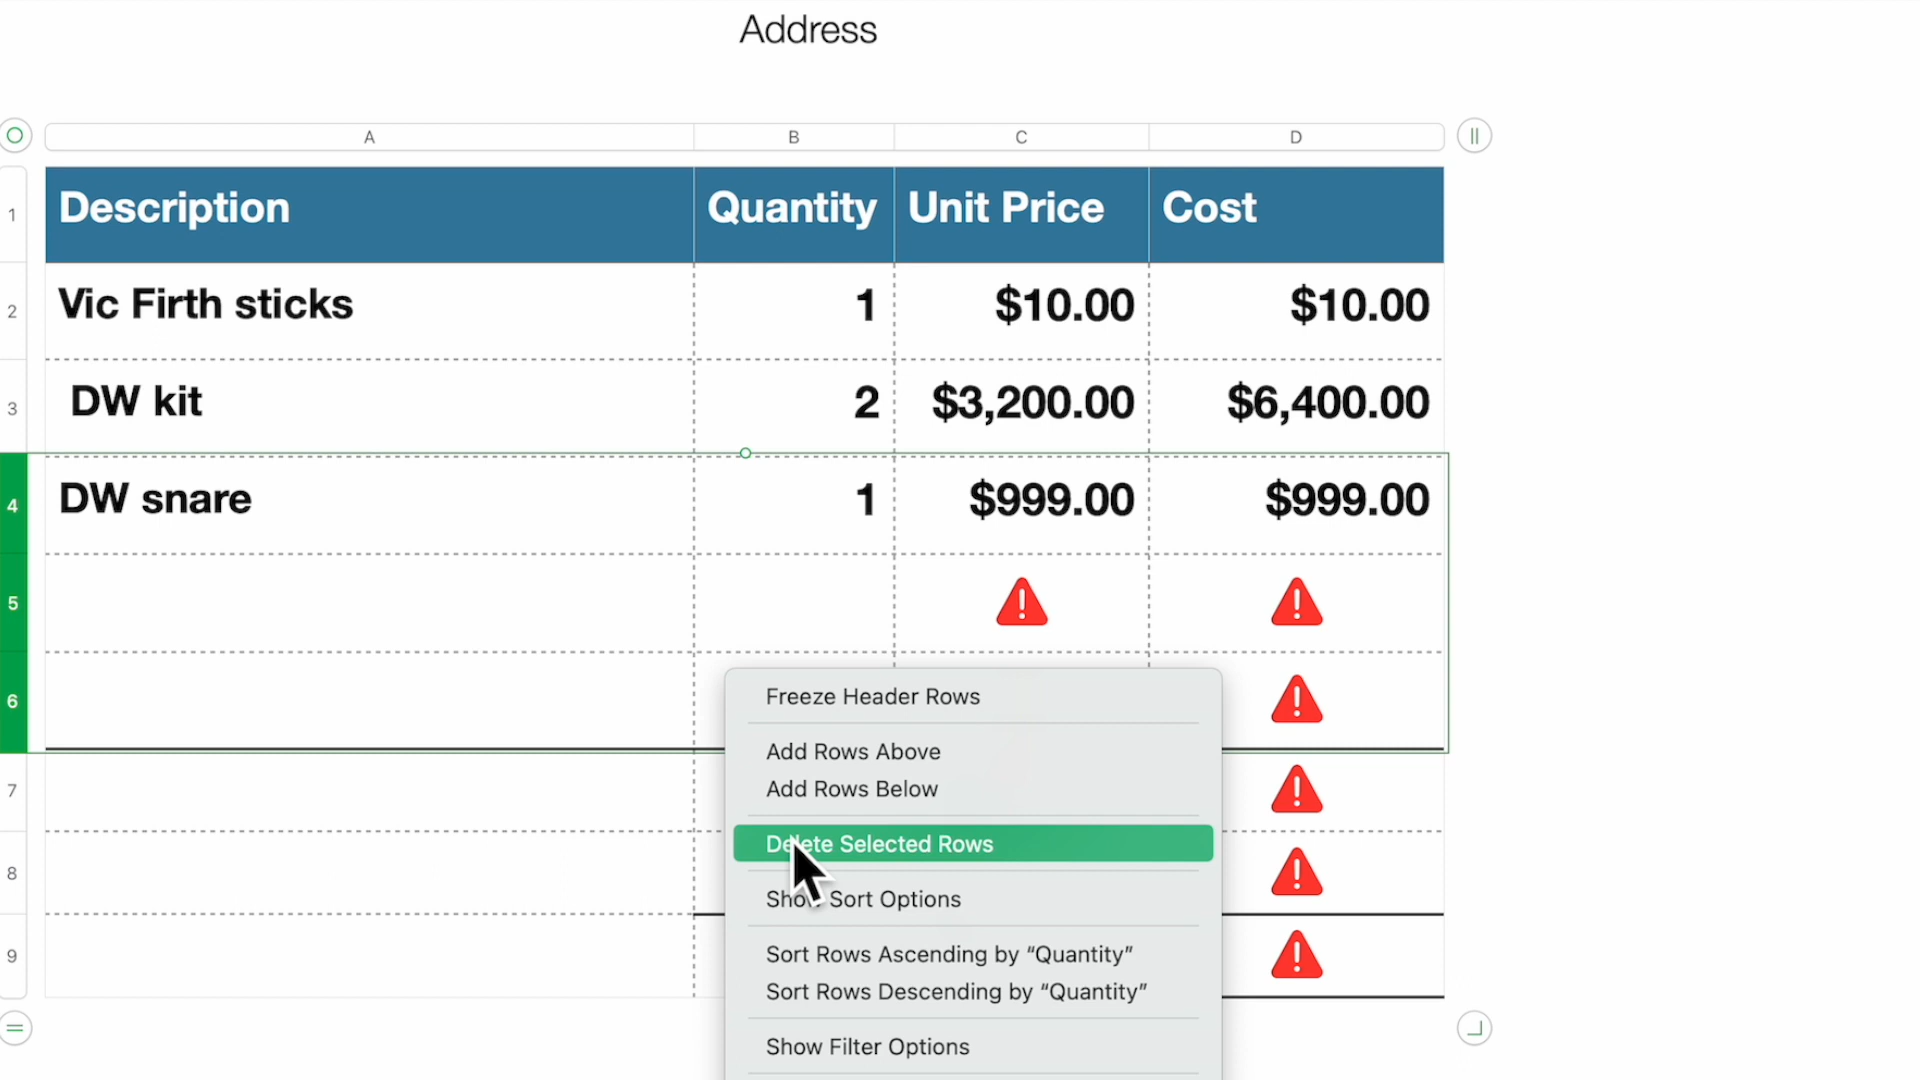 Address
A B C D
1 Description Quantity Unit Price Cost
2 Vic Firth sticks 1 $10.00 $10.00
3 DW kit 2 $3,200.00 $6,400.00
4 DW snare 1 $999.00 $999.00
5
6
Freeze Header Rows
Add Rows Above
7
Add Rows Below
Delete Selected Rows
8
Show Sort Options
9
Sort Rows Ascending by “Quantity”
Sort Rows Descending by “Quantity”
Show Filter Options